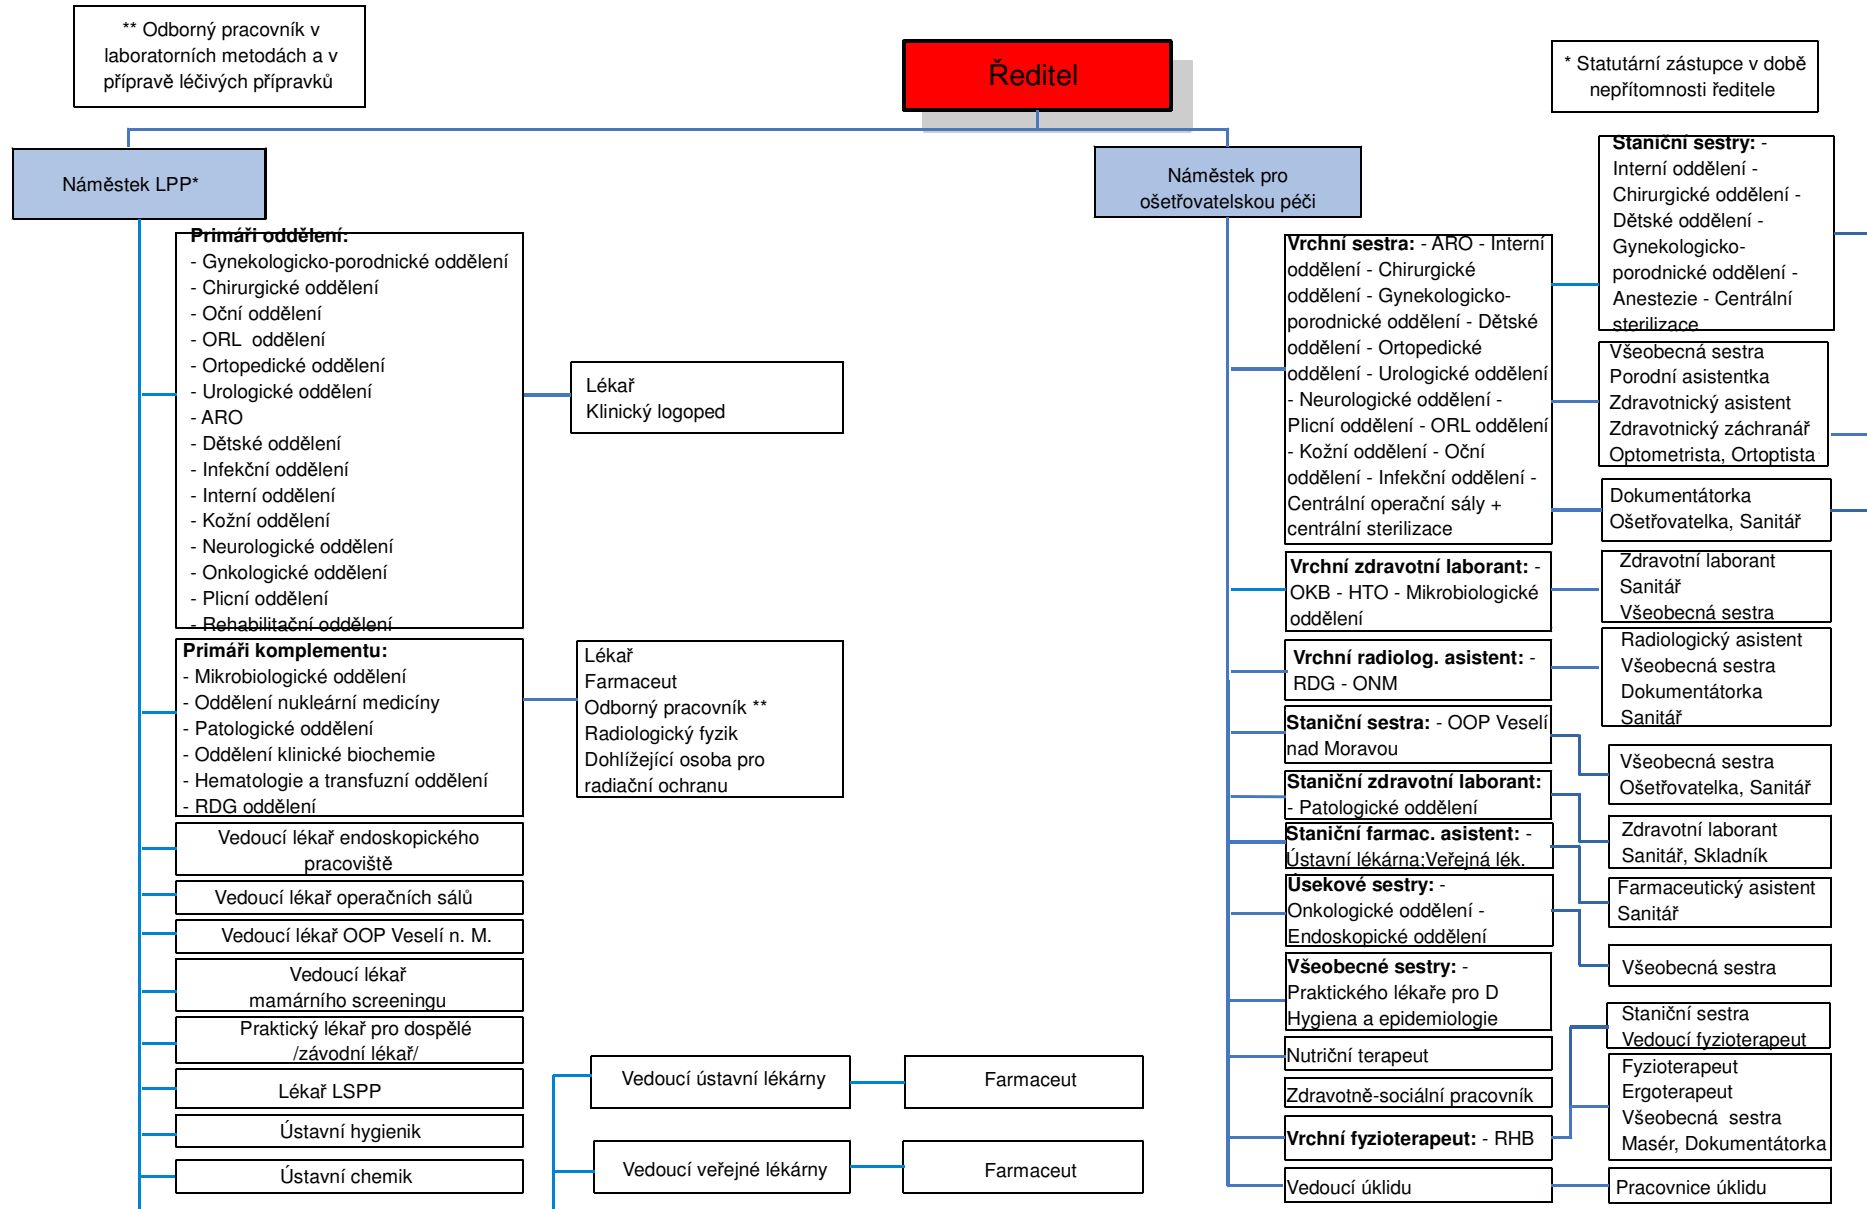 ** Odborný pracovník v
laboratorních metodách a v
přípravě léčivých přípravků
Ředitel
* Statutární zástupce v době
nepřítomnosti ředitele
Náměstek LPP*
Náměstek pro
ošetřovatelskou péči
Primáři oddělení:
- Gynekologicko-porodnické oddělení
- Chirurgické oddělení
- Oční oddělení
- ORL  oddělení
- Ortopedické oddělení
- Urologické oddělení
- ARO
- Dětské oddělení
- Infekční oddělení
- Interní oddělení
- Kožní oddělení
- Neurologické oddělení
- Onkologické oddělení
- Plicní oddělení
- Rehabilitační oddělení
Lékař
Klinický logoped
Primáři komplementu:
- Mikrobiologické oddělení
- Oddělení nukleární medicíny
- Patologické oddělení
- Oddělení klinické biochemie
- Hematologie a transfuzní oddělení
- RDG oddělení
Lékař
Farmaceut
Odborný pracovník **
Radiologický fyzik
Dohlížející osoba pro
radiační ochranu
Vedoucí lékař endoskopického
pracoviště
Vedoucí lékař operačních sálů
Vedoucí lékař OOP Veselí n. M.
Vedoucí lékař
mamárního screeningu
Praktický lékař pro dospělé
/závodní lékař/
Lékař LSPP
Ústavní hygienik
Ústavní chemik
Vedoucí ústavní lékárny
Farmaceut
Vedoucí veřejné lékárny
Farmaceut
Vrchní sestra: - ARO - Interní
oddělení - Chirurgické
oddělení - Gynekologicko-
porodnické oddělení - Dětské
oddělení - Ortopedické
oddělení - Urologické oddělení
- Neurologické oddělení -
Plicní oddělení - ORL oddělení
- Kožní oddělení - Oční
oddělení - Infekční oddělení -
Centrální operační sály +
centrální sterilizace
Staniční sestry: -
Interní oddělení -
Chirurgické oddělení -
Dětské oddělení -
Gynekologicko-
porodnické oddělení -
Anestezie - Centrální
sterilizace
Všeobecná sestra
Porodní asistentka
Zdravotnický asistent
Zdravotnický záchranář
Optometrista, Ortoptista
Dokumentátorka
Ošetřovatelka, Sanitář
Vrchní zdravotní laborant: -
OKB - HTO - Mikrobiologické
oddělení
Zdravotní laborant
Sanitář
Všeobecná sestra
Vrchní radiolog. asistent: -
RDG - ONM
Radiologický asistent
Všeobecná sestra
Dokumentátorka
Sanitář
Staniční sestra: - OOP Veselí
nad Moravou
Všeobecná sestra
Ošetřovatelka, Sanitář
Staniční zdravotní laborant:
- Patologické oddělení
Zdravotní laborant
Sanitář, Skladník
Staniční farmac. asistent: -
Ústavní lékárna;Veřejná lék.
Farmaceutický asistent
Sanitář
Úsekové sestry: -
Onkologické oddělení -
Endoskopické oddělení
Všeobecná sestra
Všeobecné sestry: -
Praktického lékaře pro D
Hygiena a epidemiologie
Nutriční terapeut
Zdravotně-sociální pracovník
Vrchní fyzioterapeut: - RHB
Staniční sestra
Vedoucí fyzioterapeut
Fyzioterapeut
Ergoterapeut
Všeobecná  sestra
Masér, Dokumentátorka
Vedoucí úklidu
Pracovnice úklidu